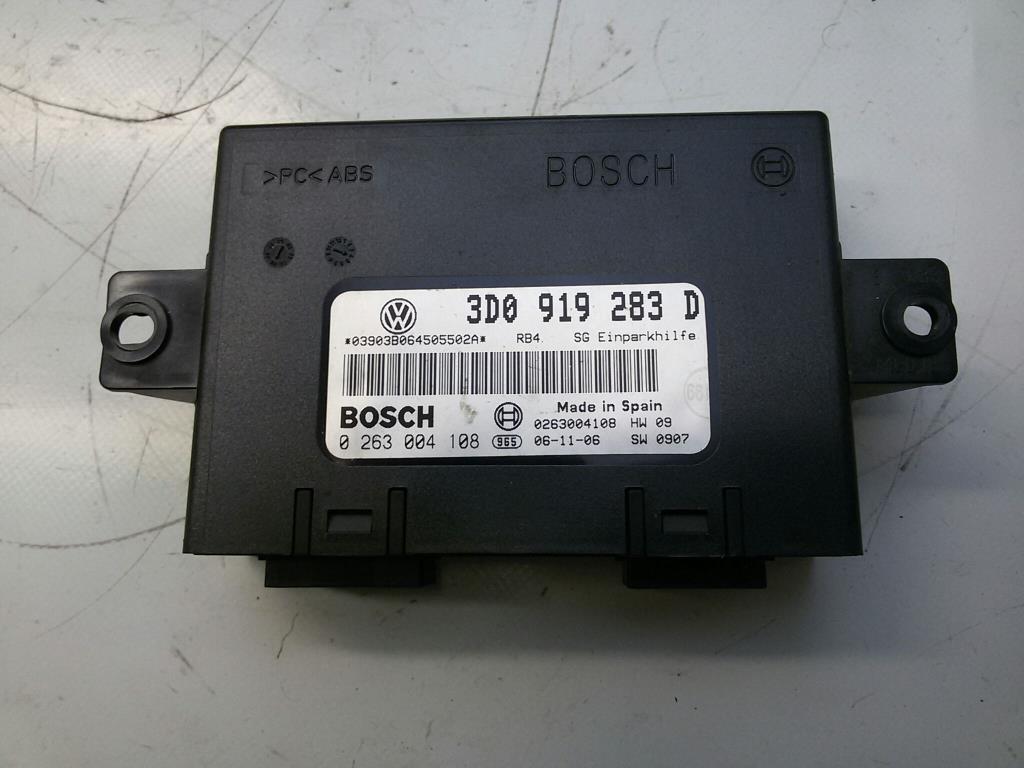 >PC< ABS
BOSCH
3D0 919 283 D
*03903B064505502A* RB4. SG Einparkhilfe
BOSCH
Made in Spain
0263004108 HW 09
0 263 004 108 965 06-11-06 SW 0907